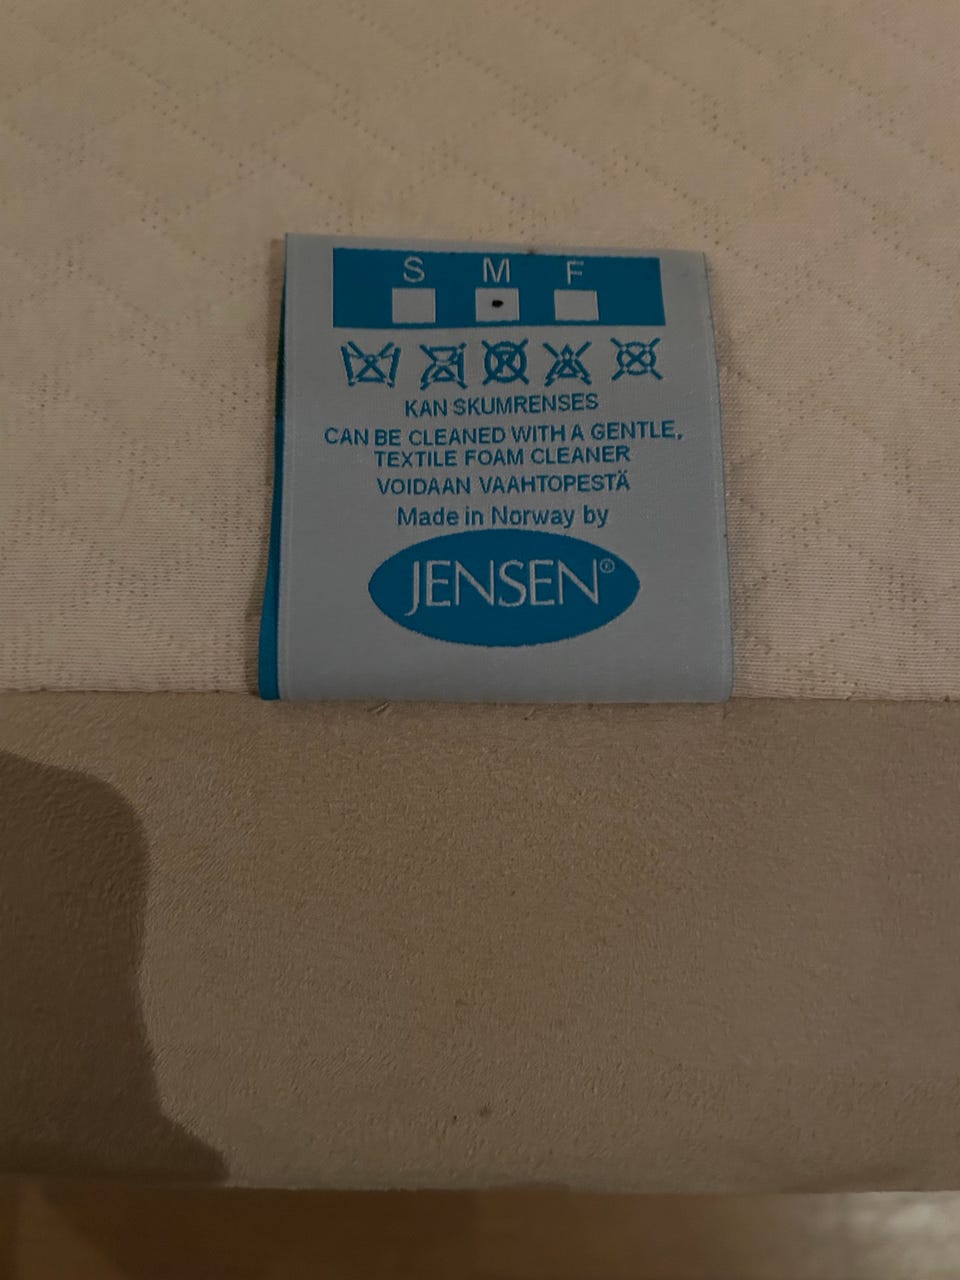 S M F
KAN SKUMRENSES
CAN BE CLEANED WITH A GENTLE,
TEXTILE FOAM CLEANER
VOIDAAN VAAHTOPESTÄ
Made in Norway by
JENSEN®